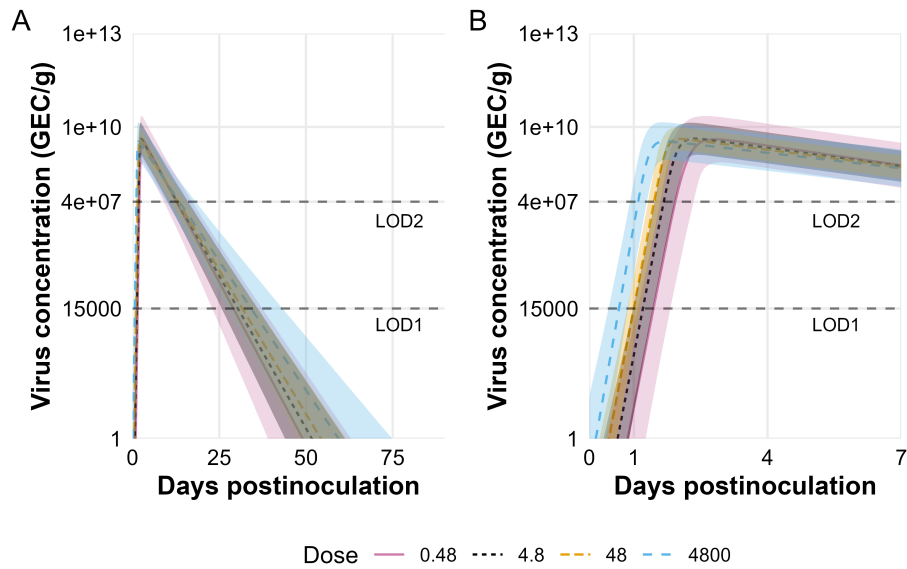 A
Virus concentration (GEC/g)
1e+13
1e+10
4e+07
15000
1
LOD2
LOD1
0 25 50 75
Days postinoculation
B
Virus concentration (GEC/g)
1e+13
1e+10
4e+07
15000
1
LOD2
LOD1
0 1 4 7
Days postinoculation
Dose 0.48 4.8 48 4800